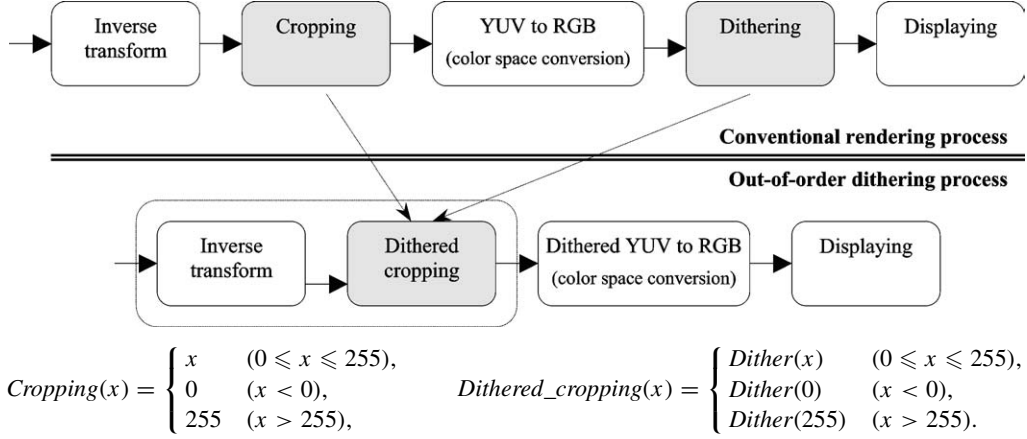 Inverse
transform
Cropping
YUV to RGB
(color space conversion)
Dithering
Displaying
Conventional rendering process
Out-of-order dithering process
Inverse
transform
Dithered
cropping
Dithered YUV to RGB
(color space conversion)
Displaying
Cropping(x) = { x (0 ⩽ x ⩽ 255),
0 (x < 0),
255 (x > 255),
Dithered_cropping(x) = { Dither(x) (0 ⩽ x ⩽ 255),
Dither(0) (x < 0),
Dither(255) (x > 255).